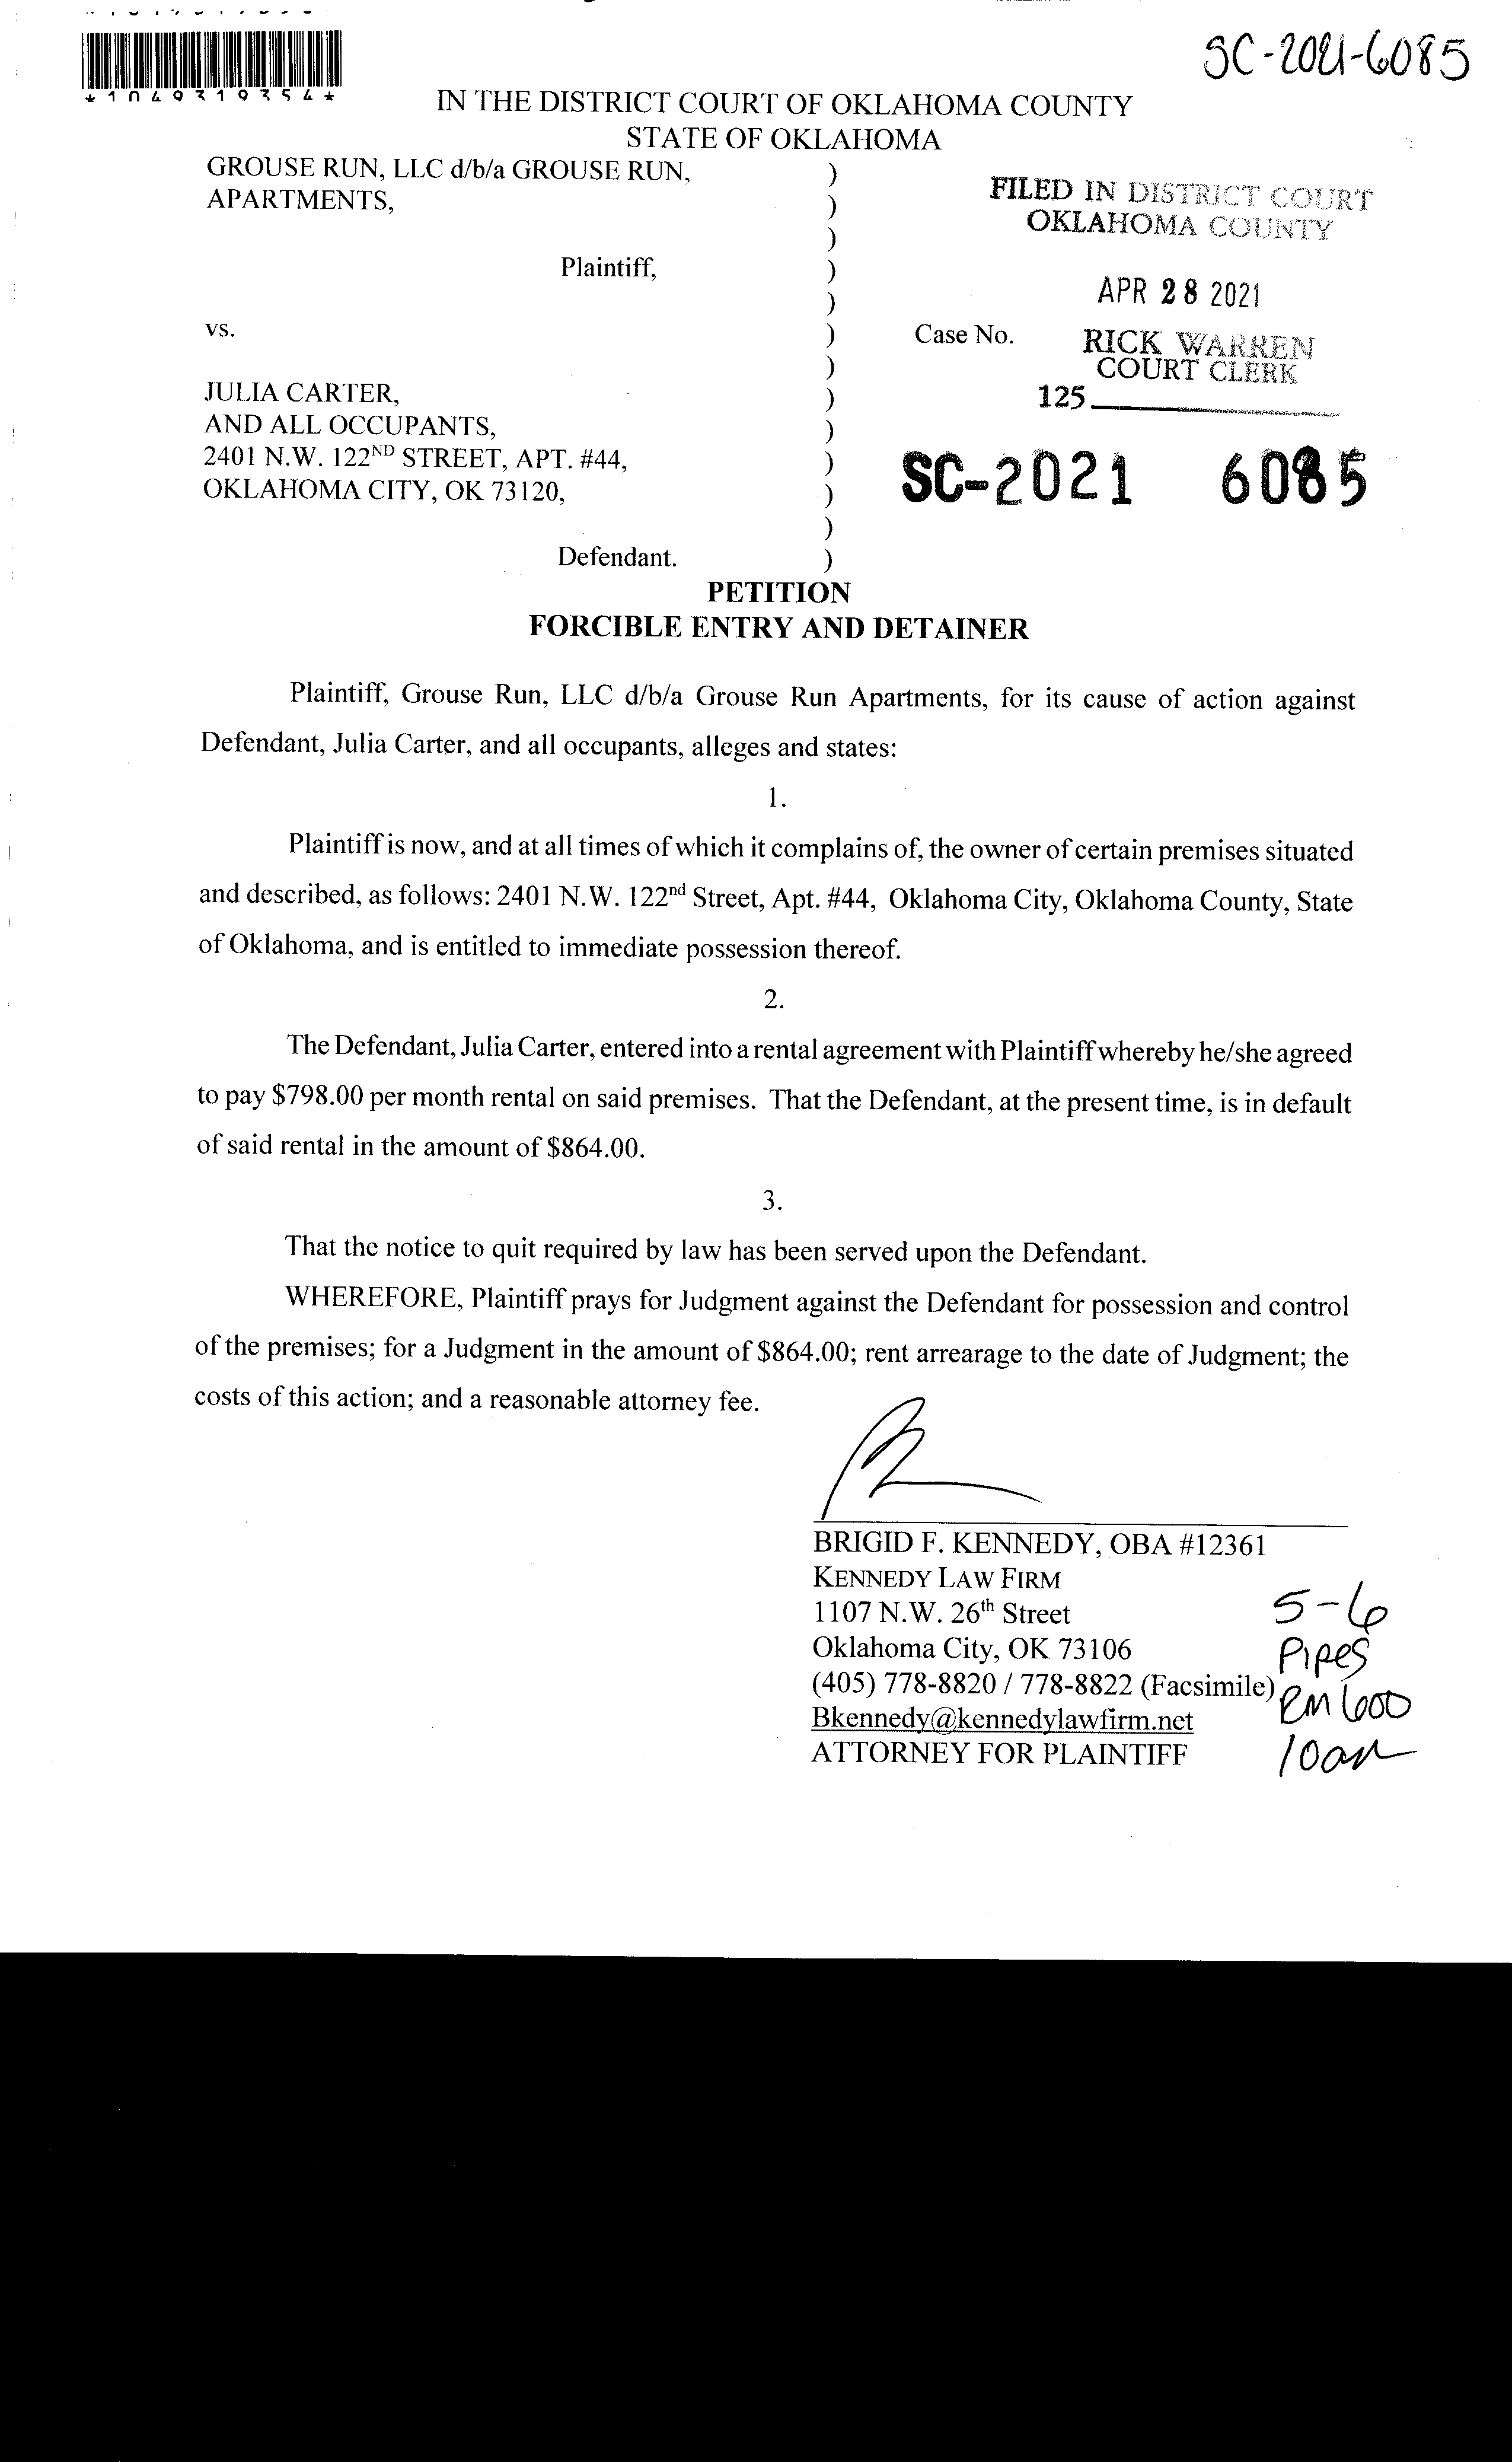 SC-2021-6085
*1049319354*
IN THE DISTRICT COURT OF OKLAHOMA COUNTY
STATE OF OKLAHOMA
GROUSE RUN, LLC d/b/a GROUSE RUN, )
APARTMENTS, )
)
Plaintiff, )
)
vs. )
)
JULIA CARTER, )
AND ALL OCCUPANTS, )
2401 N.W. 122ND STREET, APT. #44, )
OKLAHOMA CITY, OK 73120, )
)
Defendant. )
FILED IN DISTRICT COURT
OKLAHOMA COUNTY
APR 28 2021
Case No.
RICK WARREN
COURT CLERK
125
SC-2021 6085
PETITION
FORCIBLE ENTRY AND DETAINER
Plaintiff, Grouse Run, LLC d/b/a Grouse Run Apartments, for its cause of action against
Defendant, Julia Carter, and all occupants, alleges and states:
1.
Plaintiff is now, and at all times of which it complains of, the owner of certain premises situated
and described, as follows: 2401 N.W. 122nd Street, Apt. #44, Oklahoma City, Oklahoma County, State
of Oklahoma, and is entitled to immediate possession thereof.
2.
The Defendant, Julia Carter, entered into a rental agreement with Plaintiff whereby he/she agreed
to pay $798.00 per month rental on said premises. That the Defendant, at the present time, is in default
of said rental in the amount of $864.00.
3.
That the notice to quit required by law has been served upon the Defendant.
WHEREFORE, Plaintiff prays for Judgment against the Defendant for possession and control
of the premises; for a Judgment in the amount of $864.00; rent arrearage to the date of Judgment; the
costs of this action; and a reasonable attorney fee.
BRIGID F. KENNEDY, OBA #12361
KENNEDY LAW FIRM
1107 N.W. 26th Street
Oklahoma City, OK 73106
(405) 778-8820 / 778-8822 (Facsimile)
Bkennedy@kennedylawfirm.net
ATTORNEY FOR PLAINTIFF
5-6
Pipes
RM 600
10am